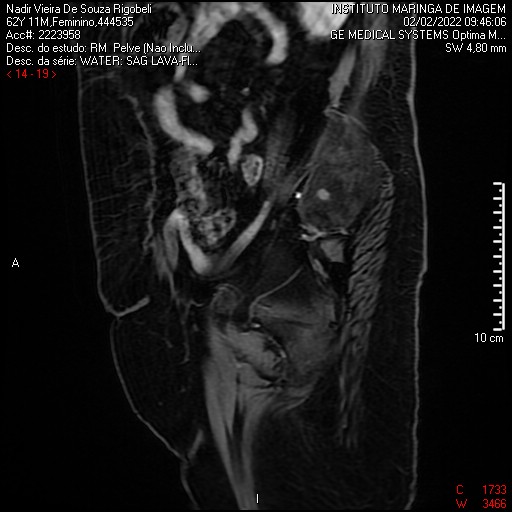 Nadir Vieira De Souza Rigobeli
62Y 11M,Feminino,444535
Acc#: 2223958
Desc. do estudo: RM Pelve (Nao Inclu...
Desc. da série: WATER: SAG LAVA-Fl...
< 14 - 19 >
INSTITUTO MARINGA DE IMAGEM
02/02/2022 09:46:06
GE MEDICAL SYSTEMS Optima M...
SW 4,80 mm
A
10 cm
I
C 1733
W 3466